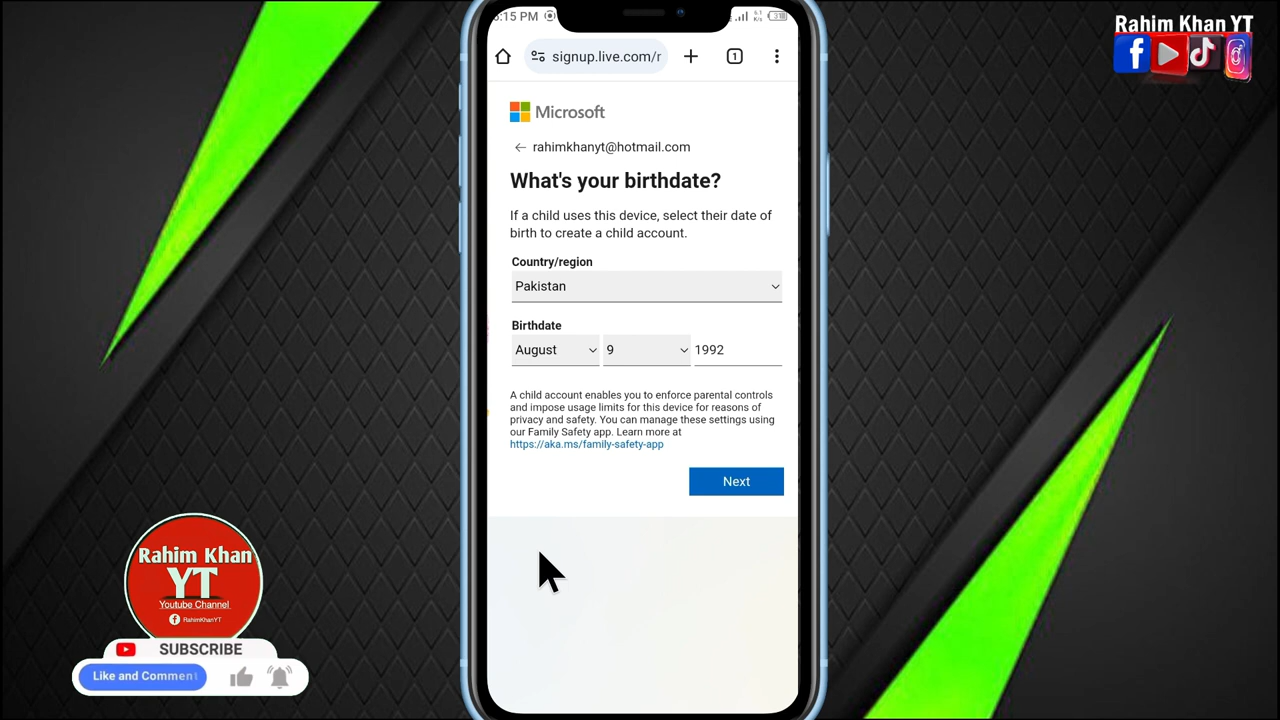 :15 PM
signup.live.com/r
1
Microsoft
rahimkhanyt@hotmail.com
What's your birthdate?
If a child uses this device, select their date of
birth to create a child account.
Country/region
Pakistan
Birthdate
August 9 1992
A child account enables you to enforce parental controls
and impose usage limits for this device for reasons of
privacy and safety. You can manage these settings using
our Family Safety app. Learn more at
https://aka.ms/family-safety-app
Next
Rahim Khan YT
Rahim Khan
YT
Youtube Channel
RahimKhanYT
SUBSCRIBE
Like and Comment